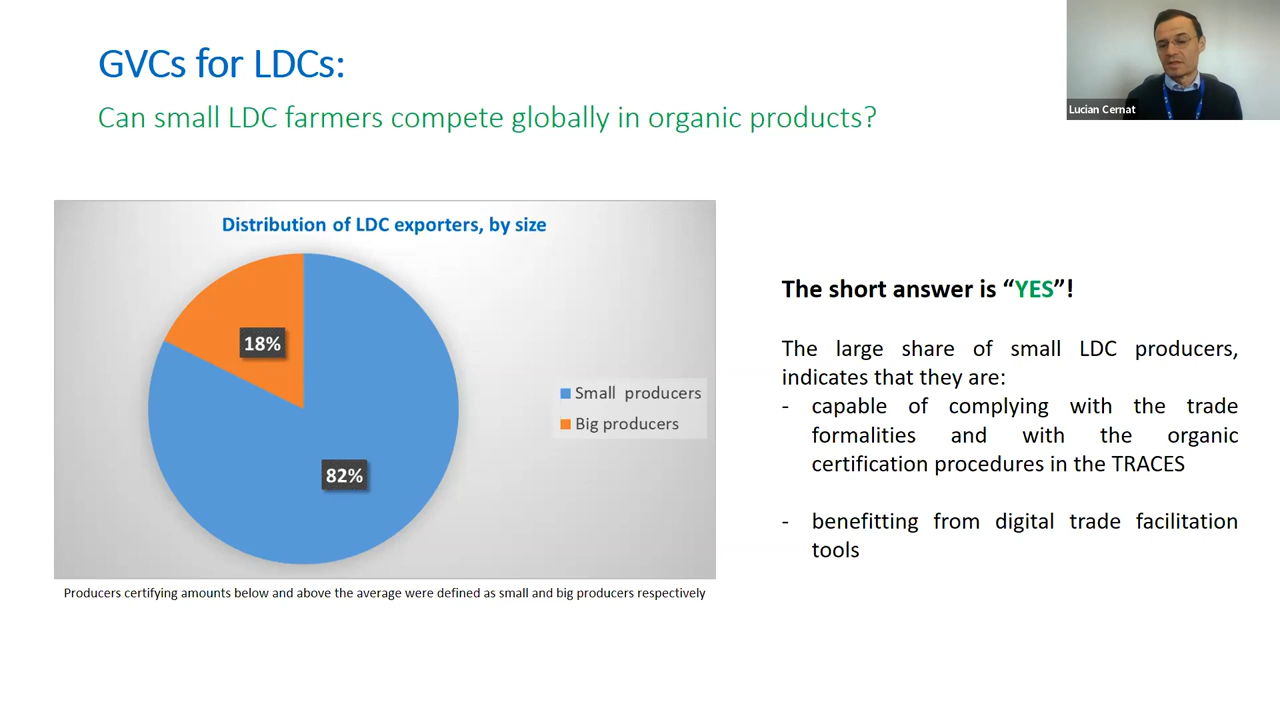 GVCs for LDCs:
Can small LDC farmers compete globally in organic products?
Lucian Cernat
Distribution of LDC exporters, by size
18%
82%
Small producers
Big producers
Producers certifying amounts below and above the average were defined as small and big producers respectively
The short answer is “YES”!
The large share of small LDC producers,
indicates that they are:
- capable of complying with the trade
formalities and with the organic
certification procedures in the TRACES
- benefitting from digital trade facilitation
tools